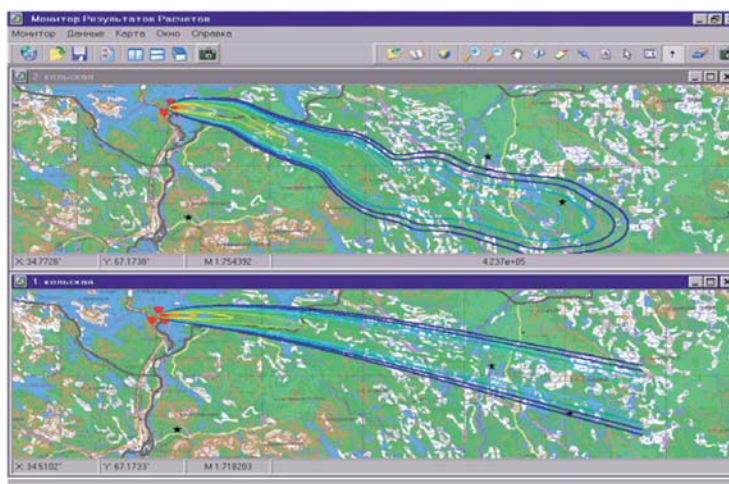 Монитор Результатов Расчетов
Монитор Данные Карта Окно Справка
2: кольская
X: 34.7728° Y: 67.1738° M 1:754392 4.237e+05
1: кольская
X: 34.5102° Y: 67.1733° M 1:718203